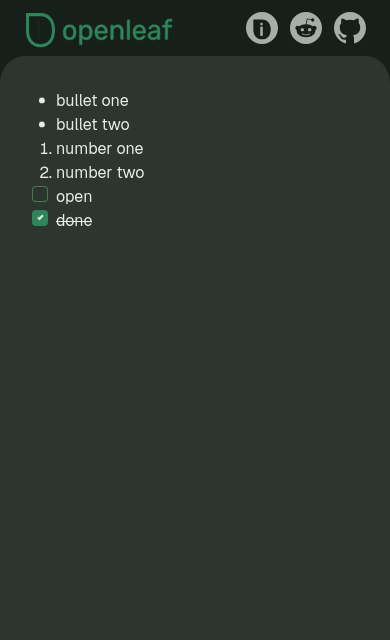 openleaf
• bullet one
• bullet two
1. number one
2. number two
open
done